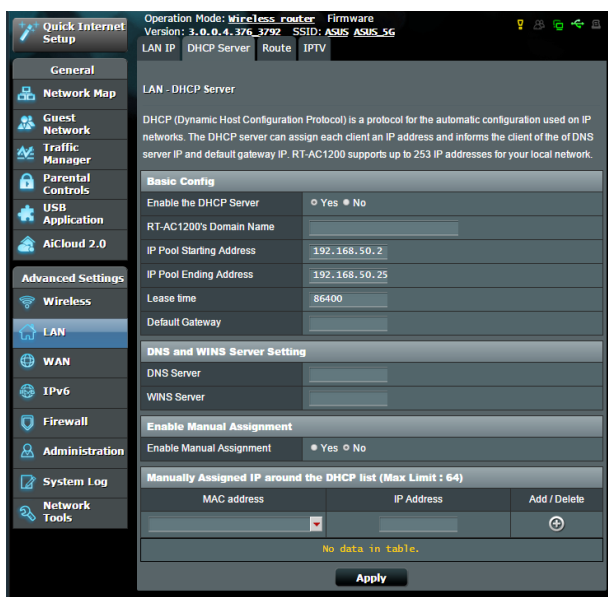 Quick Internet
Setup
Operation Mode: Wireless router Firmware
Version: 3.0.0.4.376_3792 SSID: ASUS ASUS_5G
LAN IP DHCP Server Route IPTV
General
Network Map
Guest
Network
Traffic
Manager
Parental
Controls
USB
Application
AiCloud 2.0
Advanced Settings
Wireless
LAN
WAN
IPv6
Firewall
Administration
System Log
Network
Tools
LAN - DHCP Server
DHCP (Dynamic Host Configuration Protocol) is a protocol for the automatic configuration used on IP
networks. The DHCP server can assign each client an IP address and informs the client of the of DNS
server IP and default gateway IP. RT-AC1200 supports up to 253 IP addresses for your local network.
Basic Config
Enable the DHCP Server Yes No
RT-AC1200's Domain Name
IP Pool Starting Address 192.168.50.2
IP Pool Ending Address 192.168.50.25
Lease time 86400
Default Gateway
DNS and WINS Server Setting
DNS Server
WINS Server
Enable Manual Assignment
Enable Manual Assignment Yes No
Manually Assigned IP around the DHCP list (Max Limit : 64)
MAC address IP Address Add / Delete
No data in table.
Apply